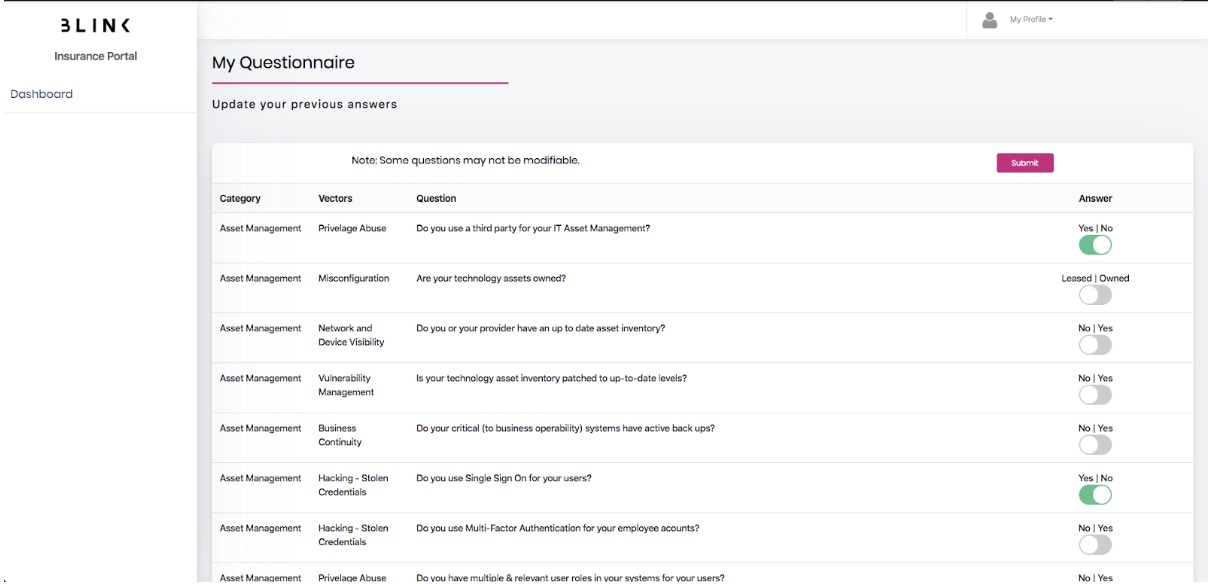 BLINK
Insurance Portal
Dashboard
My Profile
My Questionnaire
Update your previous answers
Note: Some questions may not be modifiable.
Submit
Category Vectors Question Answer
Asset Management Privelage Abuse Do you use a third party for your IT Asset Management? Yes | No
Asset Management Misconfiguration Are your technology assets owned? Leased | Owned
Asset Management Network and Do you or your provider have an up to date asset inventory? No | Yes
Device Visibility
Asset Management Vulnerability Is your technology asset inventory patched to up-to-date levels? No | Yes
Management
Asset Management Business Do your critical (to business operability) systems have active back ups? No | Yes
Continuity
Asset Management Hacking - Stolen Do you use Single Sign On for your users? Yes | No
Credentials
Asset Management Hacking - Stolen Do you use Multi-Factor Authentication for your employee acounts? No | Yes
Credentials
Asset Management Privelage Abuse Do you have multiple & relevant user roles in your systems for your users? No | Yes